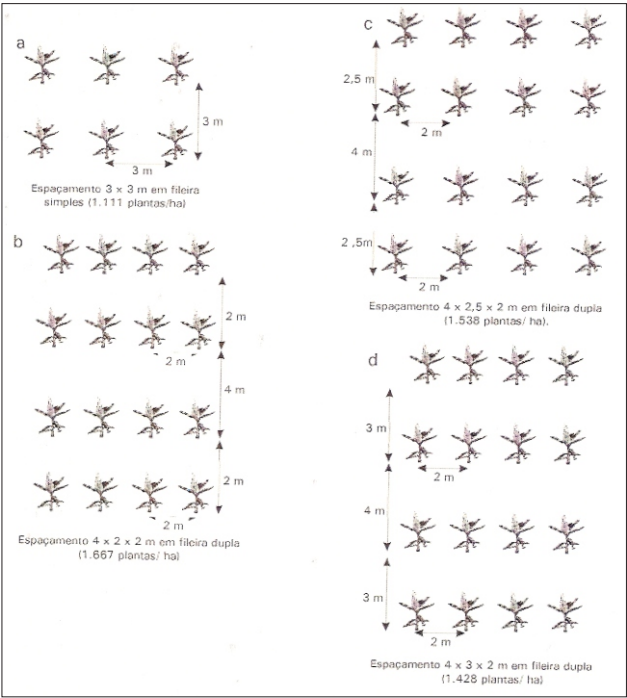 a
3 m
3 m
Espaçamento 3 x 3 m em fileira
simples (1.111 plantas/ha)
b
2 m
2 m
4 m
2 m
2 m
Espaçamento 4 x 2 x 2 m em fileira dupla
(1.667 plantas/ ha)
c
2,5 m
2 m
4 m
2,5m
2 m
Espaçamento 4 x 2,5 x 2 m em fileira dupla
(1.538 plantas/ ha).
d
3 m
2 m
4 m
3 m
2 m
Espaçamento 4 x 3 x 2 m em fileira dupla
(1.428 plantas/ ha)